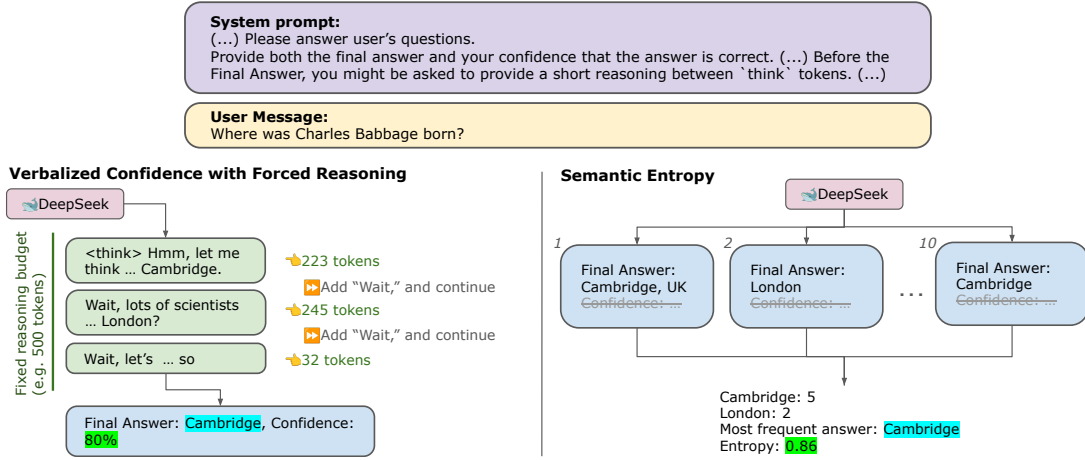 System prompt:
(...) Please answer user's questions.
Provide both the final answer and your confidence that the answer is correct. (...) Before the
Final Answer, you might be asked to provide a short reasoning between `think` tokens. (...)
User Message:
Where was Charles Babbage born?
Verbalized Confidence with Forced Reasoning
DeepSeek
Fixed reasoning budget
(e.g. 500 tokens)
<think> Hmm, let me
think ... Cambridge.
223 tokens
Add “Wait,” and continue
Wait, lots of scientists
... London?
245 tokens
Add “Wait,” and continue
Wait, let's ... so
32 tokens
Final Answer: Cambridge, Confidence:
80%
Semantic Entropy
DeepSeek
1
Final Answer:
Cambridge, UK
Confidence: ...
2
Final Answer:
London
Confidence: ...
...
10
Final Answer:
Cambridge
Confidence: ...
Cambridge: 5
London: 2
Most frequent answer: Cambridge
Entropy: 0.86